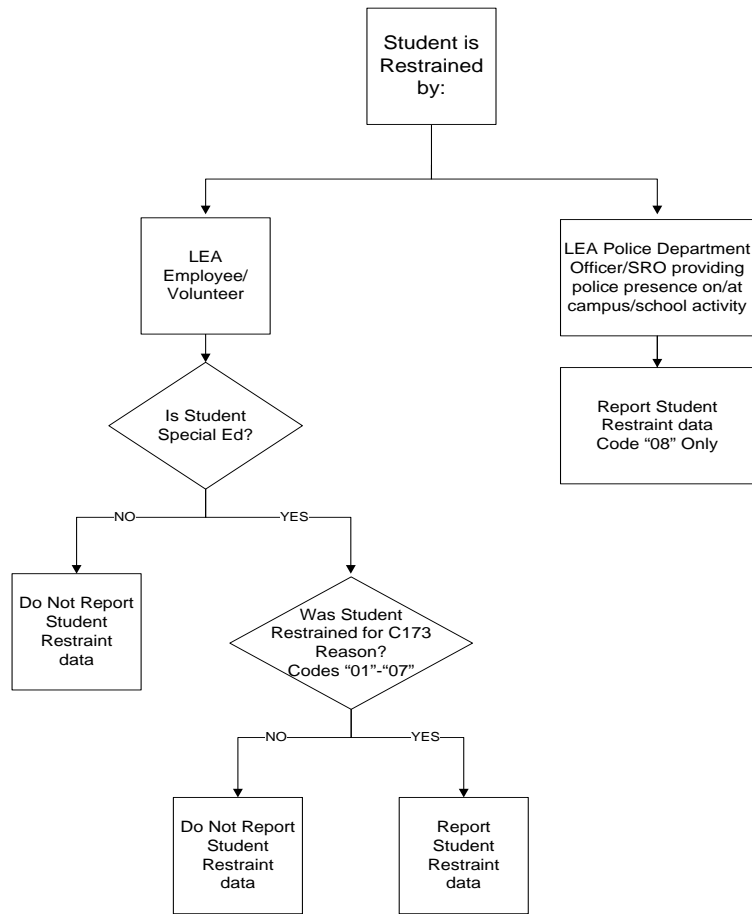 Student is
Restrained
by:
LEA
Employee/
Volunteer
LEA Police Department
Officer/SRO providing
police presence on/at
campus/school activity
Is Student
Special Ed?
Report Student
Restraint data
Code “08” Only
NO
YES
Do Not Report
Student
Restraint
data
Was Student
Restrained for C173
Reason?
Codes “01”-“07”
NO
YES
Do Not Report
Student
Restraint
data
Report
Student
Restraint
data